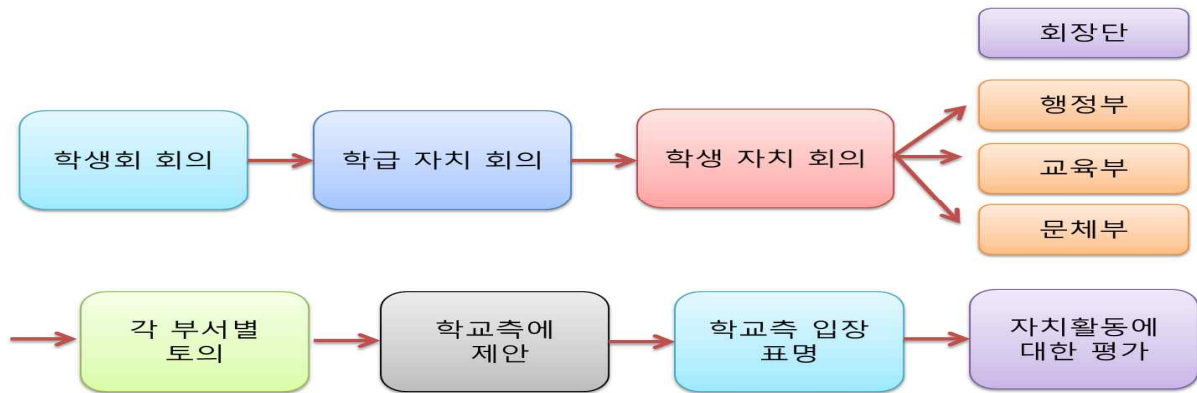 회장단
행정부
학생회 회의
학급 자치 회의
학생 자치 회의
교육부
문체부
각 부서별
토의
학교측에
제안
학교측 입장
표명
자치활동에
대한 평가